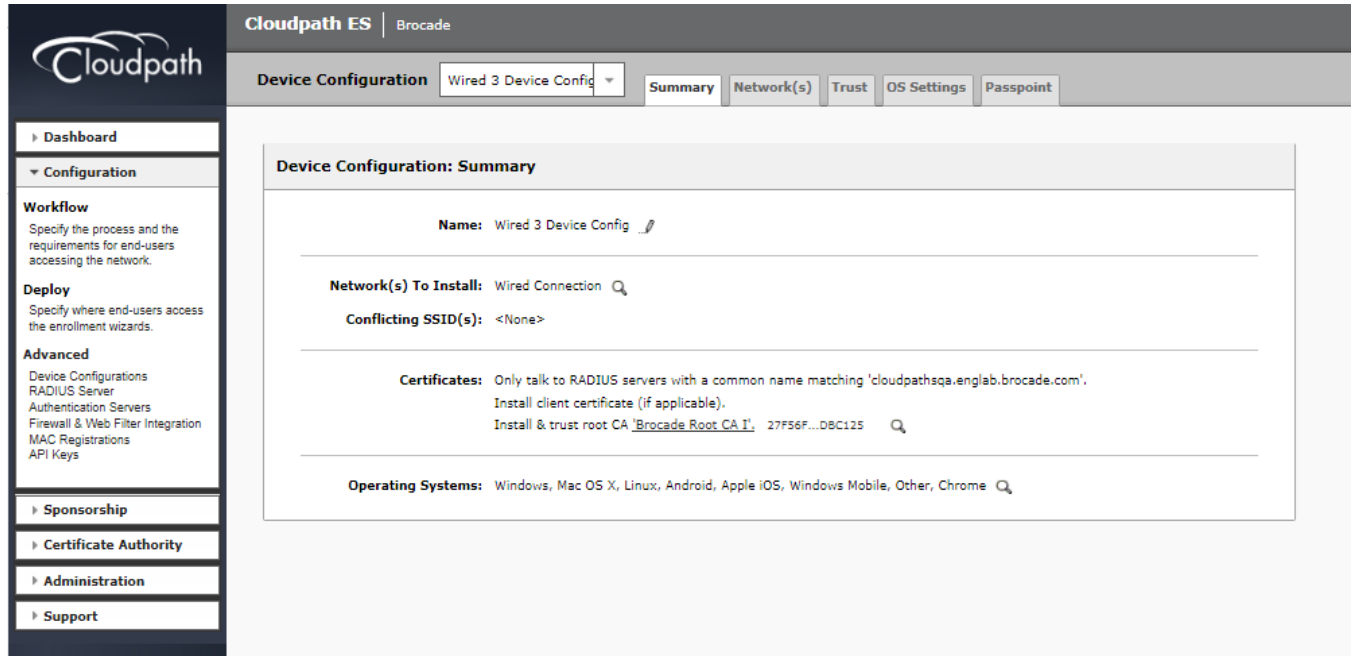 Cloudpath
Cloudpath ES | Brocade
Device Configuration
Wired 3 Device Config
Summary
Network(s)
Trust
OS Settings
Passpoint
Dashboard
Configuration
Workflow
Specify the process and the
requirements for end-users
accessing the network.
Deploy
Specify where end-users access
the enrollment wizards.
Advanced
Device Configurations
RADIUS Server
Authentication Servers
Firewall & Web Filter Integration
MAC Registrations
API Keys
Sponsorship
Certificate Authority
Administration
Support
Device Configuration: Summary
Name: Wired 3 Device Config
Network(s) To Install: Wired Connection
Conflicting SSID(s): <None>
Certificates: Only talk to RADIUS servers with a common name matching 'cloudpathsqa.englab.brocade.com'.
Install client certificate (if applicable).
Install & trust root CA 'Brocade Root CA I'. 27F56F...DBC125
Operating Systems: Windows, Mac OS X, Linux, Android, Apple iOS, Windows Mobile, Other, Chrome